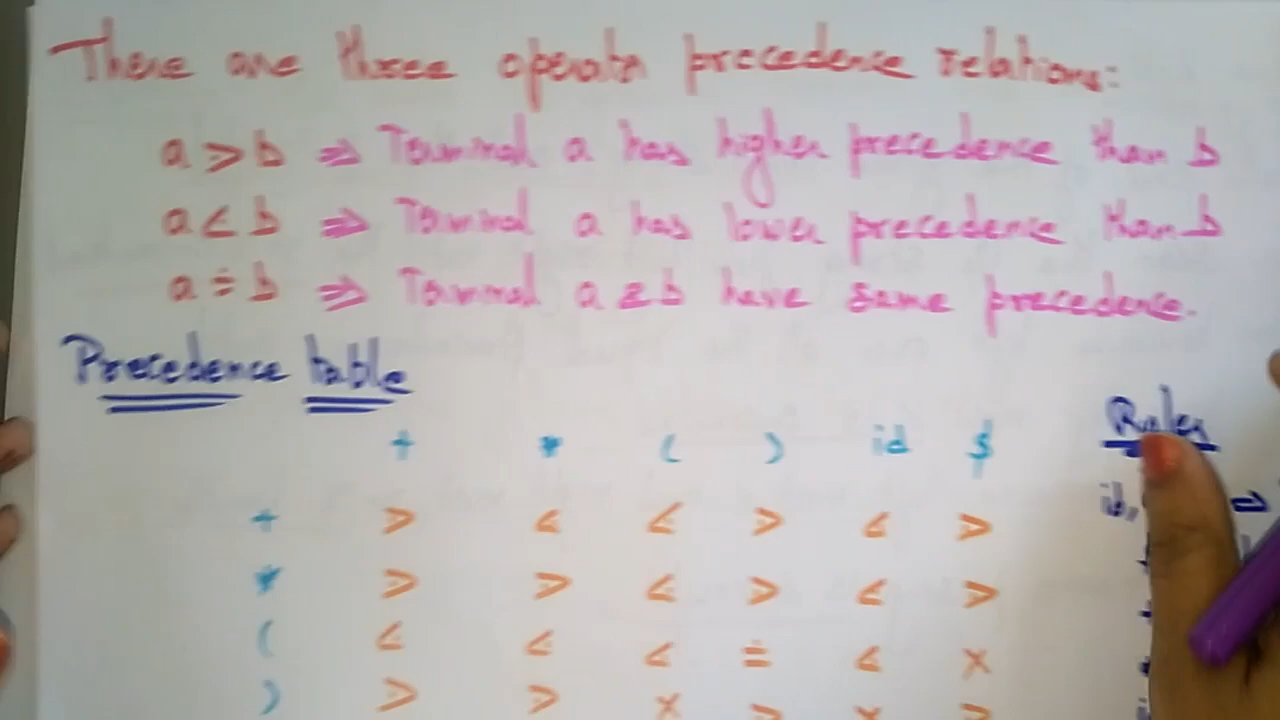 There are three operator precedence relations:
a > b ⇒ Terminal a has higher precedence than b
a < b ⇒ Terminal a has lower precedence than b
a ≐ b ⇒ Terminal a & b have same precedence.
Precedence table
Rules
+ * ( ) id $
+ > < < > < >
* > > < > < >
( < < < ≐ < x
) > > x > x >